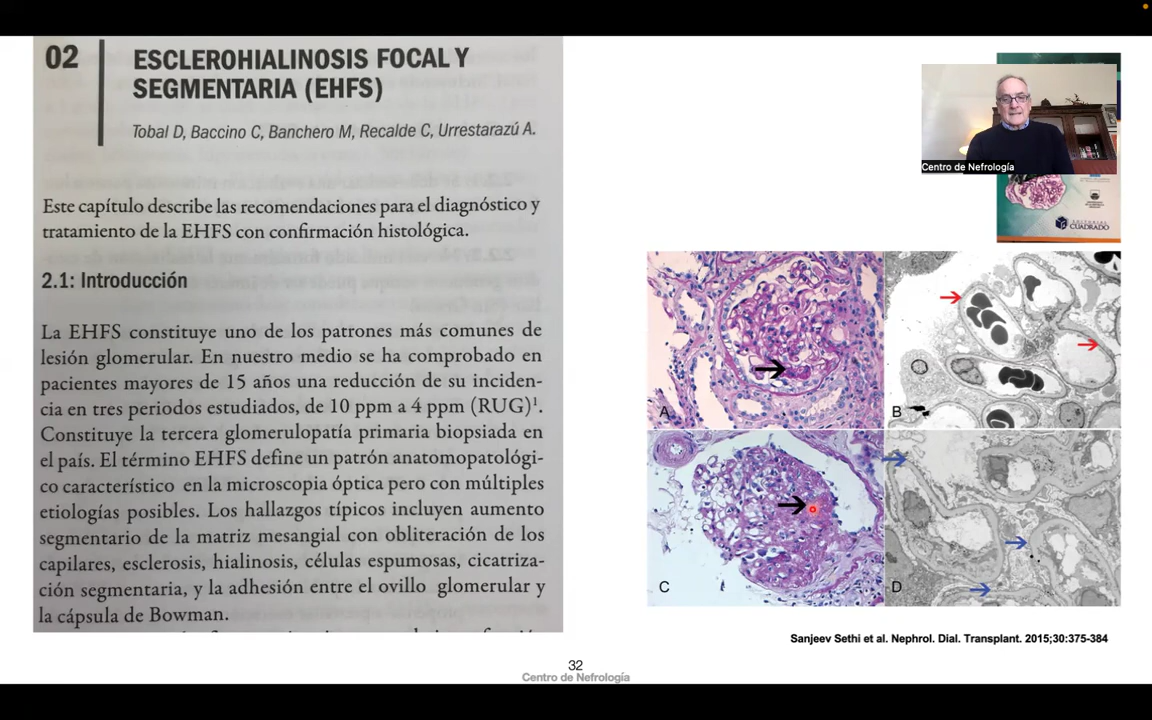 02
ESCLEROHIALINOSIS FOCAL Y
SEGMENTARIA (EHFS)
Tobal D, Baccino C, Banchero M, Recalde C, Urrestarazú A.
Este capítulo describe las recomendaciones para el diagnóstico y
tratamiento de la EHFS con confirmación histológica.
2.1: Introducción
La EHFS constituye uno de los patrones más comunes de
lesión glomerular. En nuestro medio se ha comprobado en
pacientes mayores de 15 años una reducción de su inciden-
cia en tres periodos estudiados, de 10 ppm a 4 ppm (RUG)¹.
Constituye la tercera glomerulopatía primaria biopsiada en
el país. El término EHFS define un patrón anatomopatológi-
co característico en la microscopia óptica pero con múltiples
etiologías posibles. Los hallazgos típicos incluyen aumento
segmentario de la matriz mesangial con obliteración de los
capilares, esclerosis, hialinosis, células espumosas, cicatriza-
ción segmentaria, y la adhesión entre el ovillo glomerular y
la cápsula de Bowman.
Centro de Nefrología
CUADRADO
A
B
C
D
Sanjeev Sethi et al. Nephrol. Dial. Transplant. 2015;30:375-384
32
Centro de Nefrología